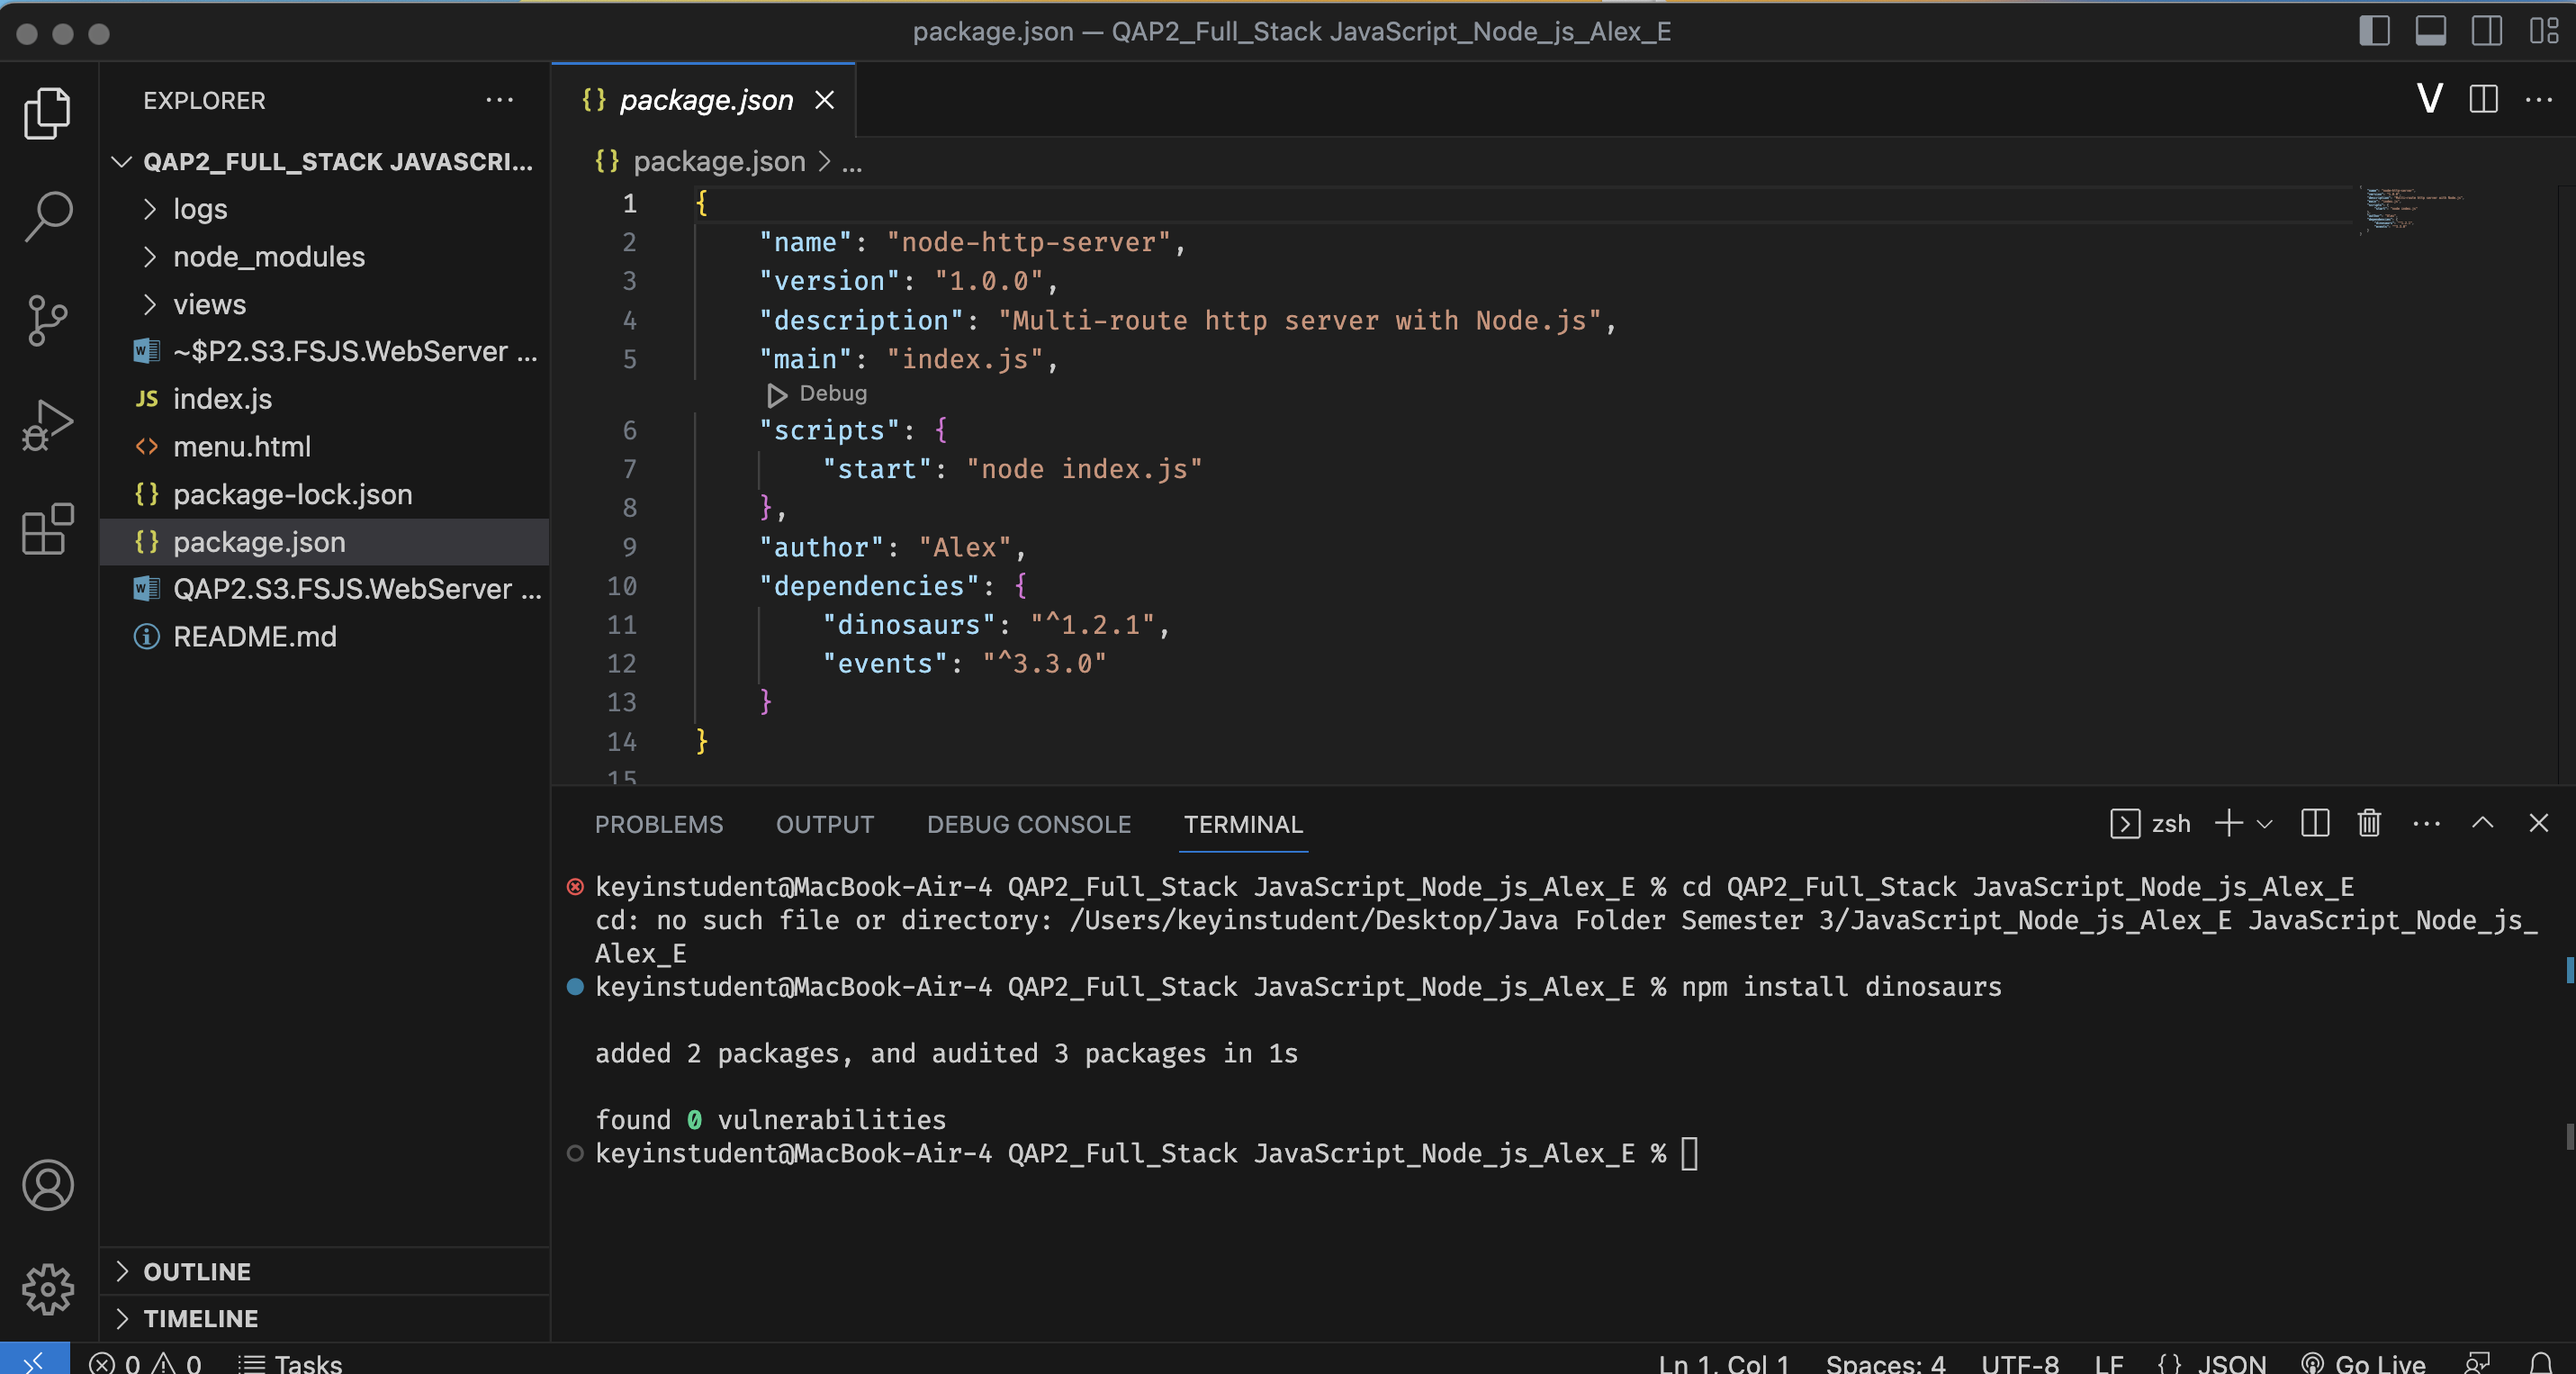 package.json — QAP2_Full_Stack JavaScript_Node_js_Alex_E
EXPLORER
QAP2_FULL_STACK JAVASCRI...
logs
node_modules
views
~$P2.S3.FSJS.WebServer ...
index.js
menu.html
package-lock.json
package.json
QAP2.S3.FSJS.WebServer ...
README.md
OUTLINE
TIMELINE
package.json
package.json > ...
1 {
2 "name": "node-http-server",
3 "version": "1.0.0",
4 "description": "Multi-route http server with Node.js",
5 "main": "index.js",
Debug
6 "scripts": {
7 "start": "node index.js"
8 },
9 "author": "Alex",
10 "dependencies": {
11 "dinosaurs": "^1.2.1",
12 "events": "^3.3.0"
13 }
14 }
15
PROBLEMS OUTPUT DEBUG CONSOLE TERMINAL zsh
keyinstudent@MacBook-Air-4 QAP2_Full_Stack JavaScript_Node_js_Alex_E % cd QAP2_Full_Stack JavaScript_Node_js_Alex_E
cd: no such file or directory: /Users/keyinstudent/Desktop/Java Folder Semester 3/JavaScript_Node_js_Alex_E JavaScript_Node_js_
Alex_E
keyinstudent@MacBook-Air-4 QAP2_Full_Stack JavaScript_Node_js_Alex_E % npm install dinosaurs
added 2 packages, and audited 3 packages in 1s
found 0 vulnerabilities
keyinstudent@MacBook-Air-4 QAP2_Full_Stack JavaScript_Node_js_Alex_E %
0 0 Tasks Ln 1, Col 1 Spaces: 4 UTF-8 LF {} JSON Go Live